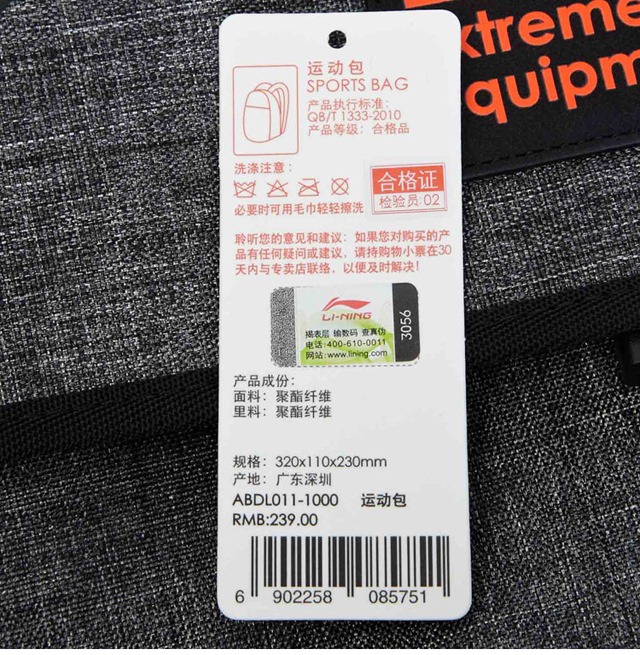 xtreme
quipm
运动包
SPORTS BAG
产品执行标准:
QB/T 1333-2010
产品等级: 合格品
洗涤注意:
必要时可用毛巾轻轻擦洗
合格证
检验员:02
聆听您的意见和建议: 如果您对购买的产
品有任何疑问或建议, 请持购物小票在30
天内与专卖店联络, 以便及时解决!
LI-NING
揭表层 输数码 查真伪
电话:400-610-0011
网站:www.lining.com
3056
产品成份:
面料: 聚酯纤维
里料: 聚酯纤维
规格: 320x110x230mm
产地: 广东深圳
ABDL011-1000 运动包
RMB:239.00
6 902258 085751